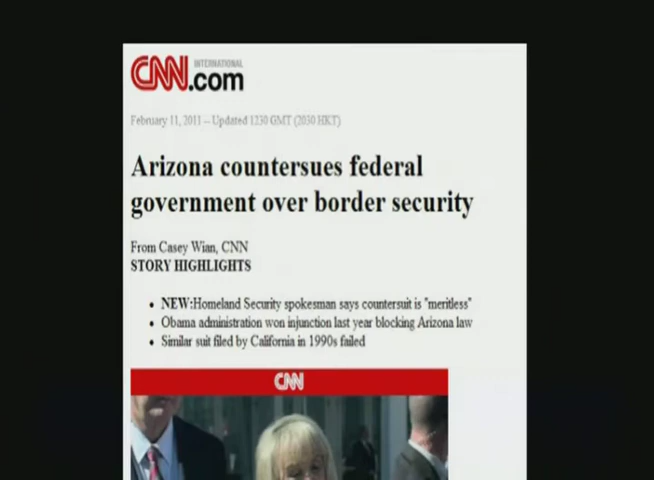 CNN INTERNATIONAL
.com
February 11, 2011 -- Updated 1230 GMT (2030 HKT)
Arizona countersues federal
government over border security
From Casey Wian, CNN
STORY HIGHLIGHTS
• NEW:Homeland Security spokesman says countersuit is "meritless"
• Obama administration won injunction last year blocking Arizona law
• Similar suit filed by California in 1990s failed
CNN